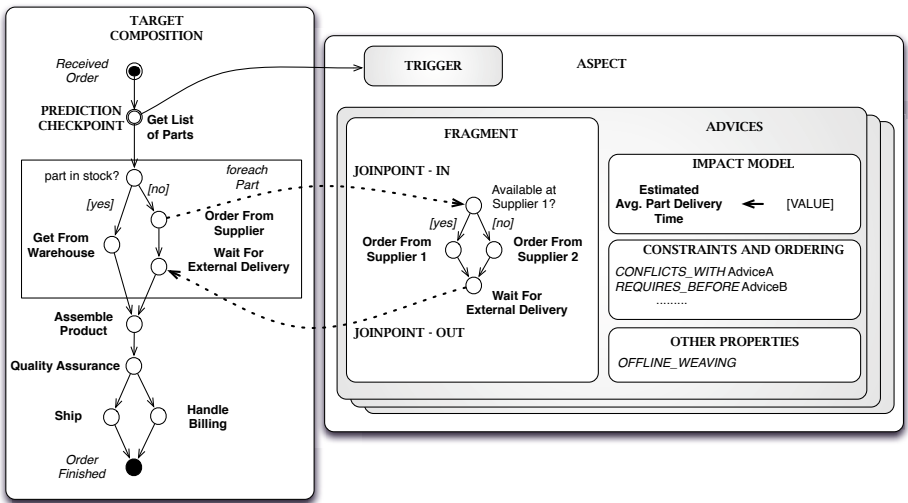 TARGET
COMPOSITION
Received
Order
PREDICTION
CHECKPOINT
Get List
of Parts
part in stock?
foreach
Part
[yes]
[no]
Get From
Warehouse
Order From
Supplier
Wait For
External Delivery
Assemble
Product
Quality Assurance
Ship
Handle
Billing
Order
Finished
TRIGGER
ASPECT
FRAGMENT
JOINPOINT - IN
Available at
Supplier 1?
[yes]
[no]
Order From
Supplier 1
Order From
Supplier 2
Wait For
External Delivery
JOINPOINT - OUT
ADVICES
IMPACT MODEL
Estimated
Avg. Part Delivery
Time
[VALUE]
CONSTRAINTS AND ORDERING
CONFLICTS_WITH AdviceA
REQUIRES_BEFORE AdviceB
.........
OTHER PROPERTIES
OFFLINE_WEAVING